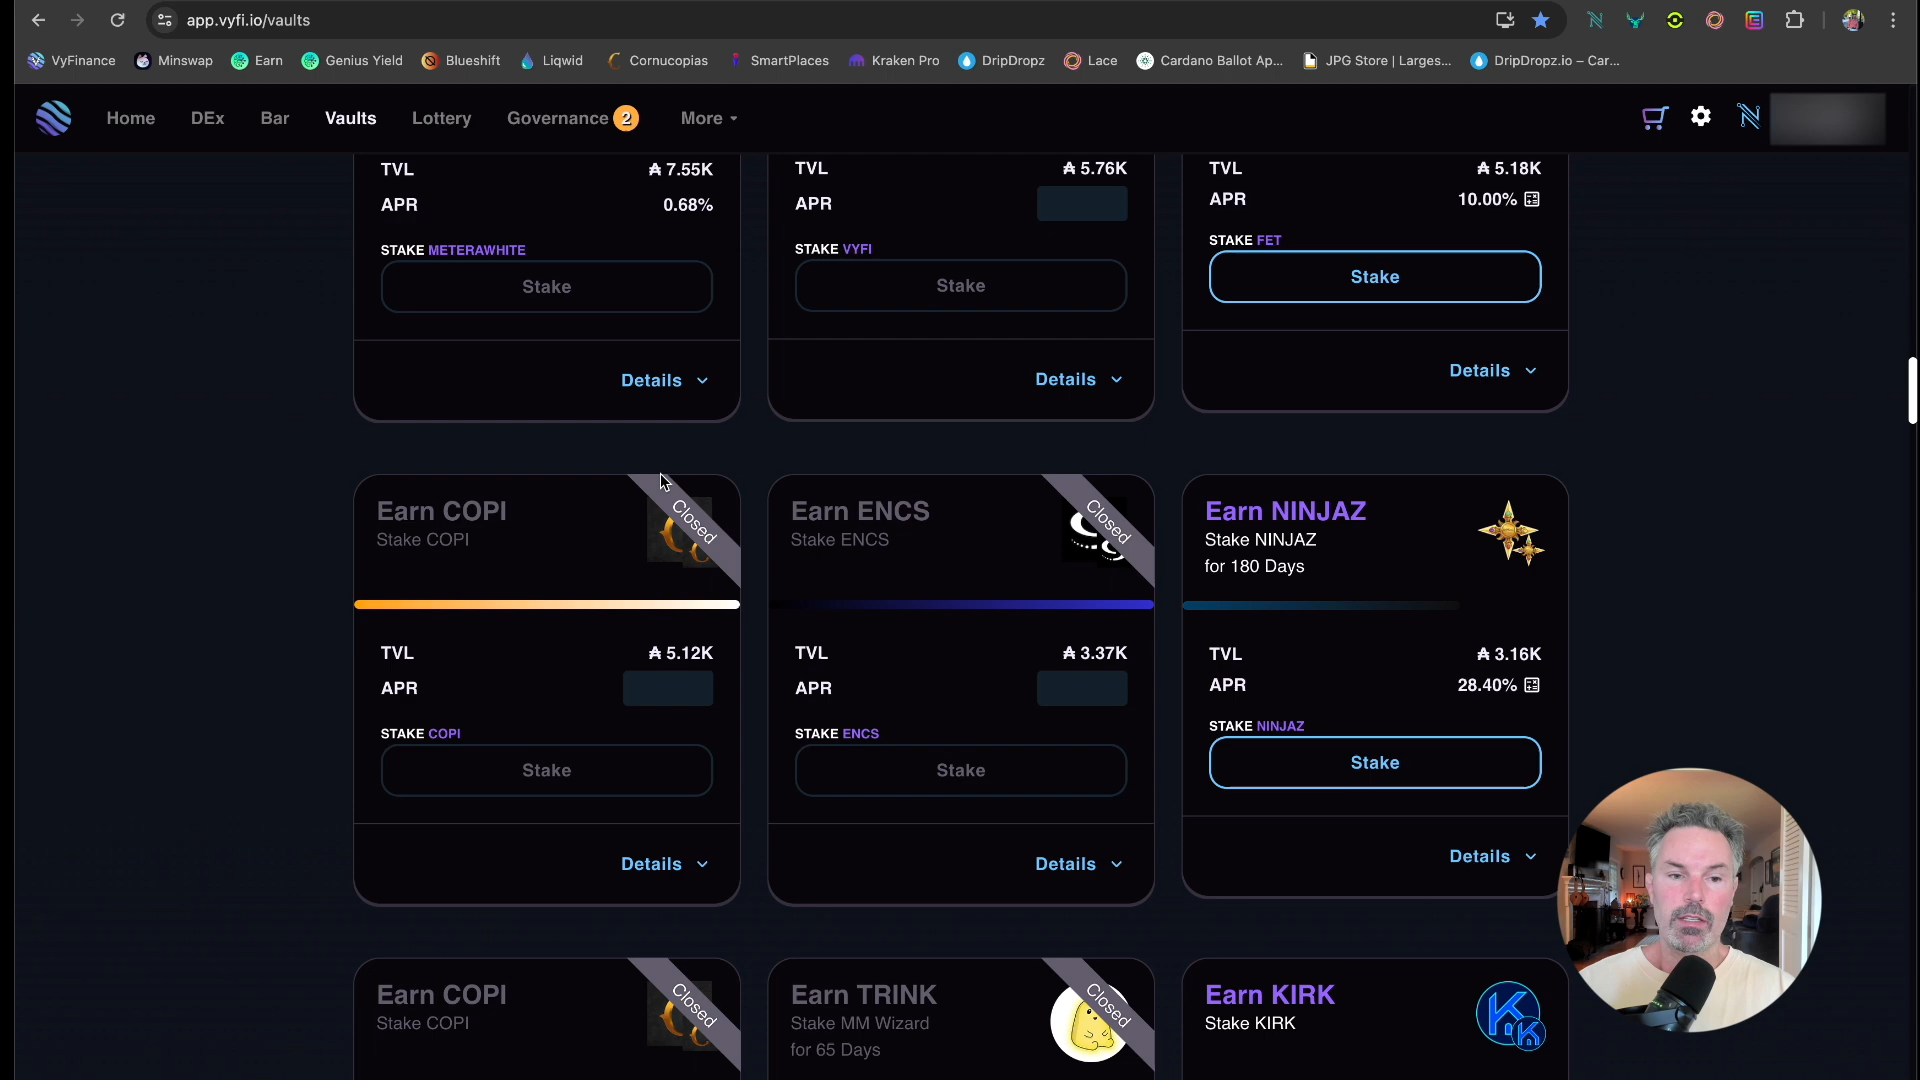 app.vyfi.io/vaults
VyFinance Minswap Earn Genius Yield Blueshift Liqwid Cornucopias SmartPlaces Kraken Pro DripDropz Lace Cardano Ballot Ap... JPG Store | Larges... DripDropz.io – Car...
Home DEx Bar Vaults Lottery Governance 2 More
TVL ₳ 7.55K
APR 0.68%
STAKE METERAWHITE
Stake
Details
TVL ₳ 5.76K
APR
STAKE VYFI
Stake
Details
TVL ₳ 5.18K
APR 10.00%
STAKE FET
Stake
Details
Earn COPI
Stake COPI
Closed
TVL ₳ 5.12K
APR
STAKE COPI
Stake
Details
Earn ENCS
Stake ENCS
Closed
TVL ₳ 3.37K
APR
STAKE ENCS
Stake
Details
Earn NINJAZ
Stake NINJAZ
for 180 Days
TVL ₳ 3.16K
APR 28.40%
STAKE NINJAZ
Stake
Details
Earn COPI
Stake COPI
Closed
Earn TRINK
Stake MM Wizard
for 65 Days
Closed
Earn KIRK
Stake KIRK